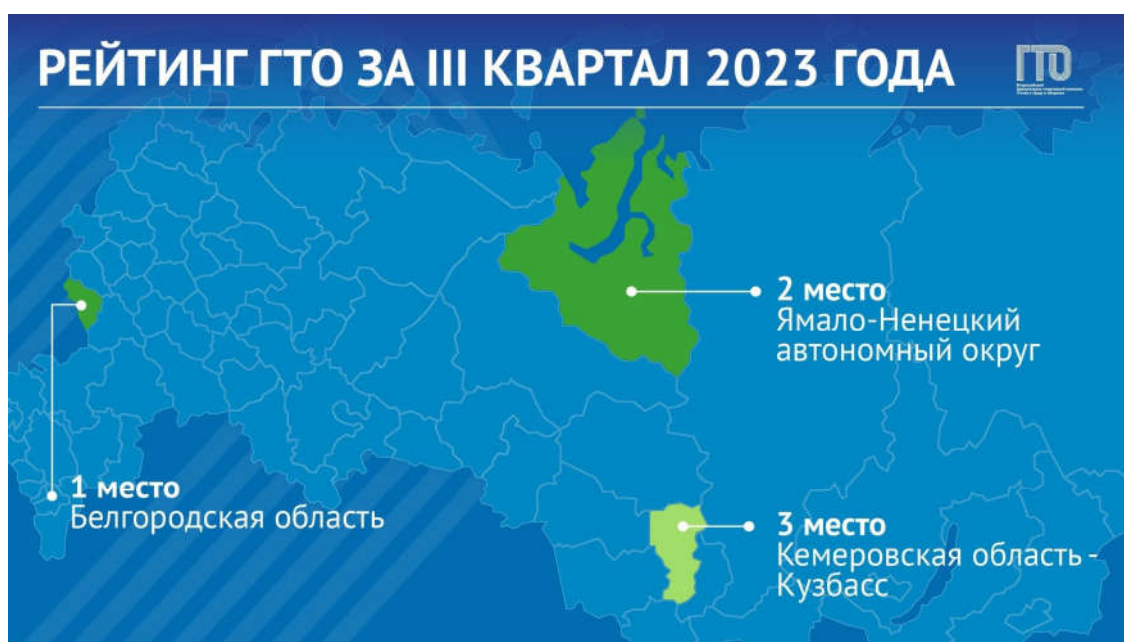 РЕЙТИНГ ГТО ЗА III КВАРТАЛ 2023 ГОДА
ГТО
2 место
Ямало-Ненецкий
автономный округ
1 место
Белгородская область
3 место
Кемеровская область -
Кузбасс